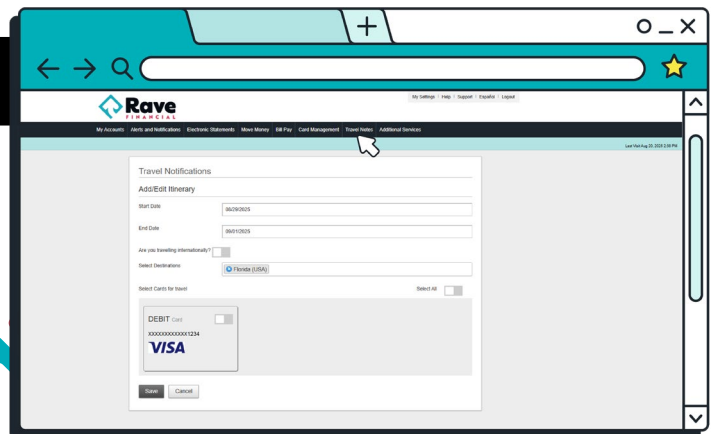 My Settings | Help | Support | Español | Logout
Rave
FINANCIAL
My Accounts Alerts and Notifications Electronic Statements Move Money Bill Pay Card Management Travel Notes Additional Services
Last Visit Aug 20, 2025 2:08 PM
Travel Notifications
Add/Edit Itinerary
Start Date
08/29/2025
End Date
09/01/2025
Are you travelling internationally?
Select Destinations
Florida (USA)
Select Cards for travel Select All
DEBIT Card
XXXXXXXXXXXX1234
VISA
Save Cancel